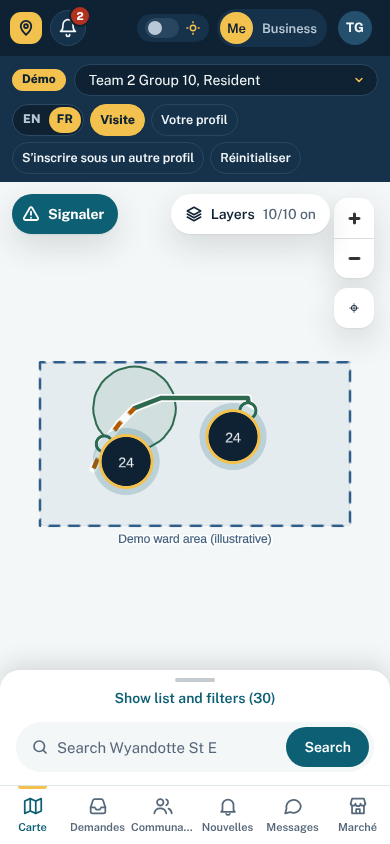 2
Me Business TG
Démo Team 2 Group 10, Resident
EN FR Visite Votre profil
S'inscrire sous un autre profil Réinitialiser
Signaler Layers 10/10 on
+
−
24
24
Demo ward area (illustrative)
Show list and filters (30)
Search Wyandotte St E Search
Carte Demandes Communa... Nouvelles Messages Marché